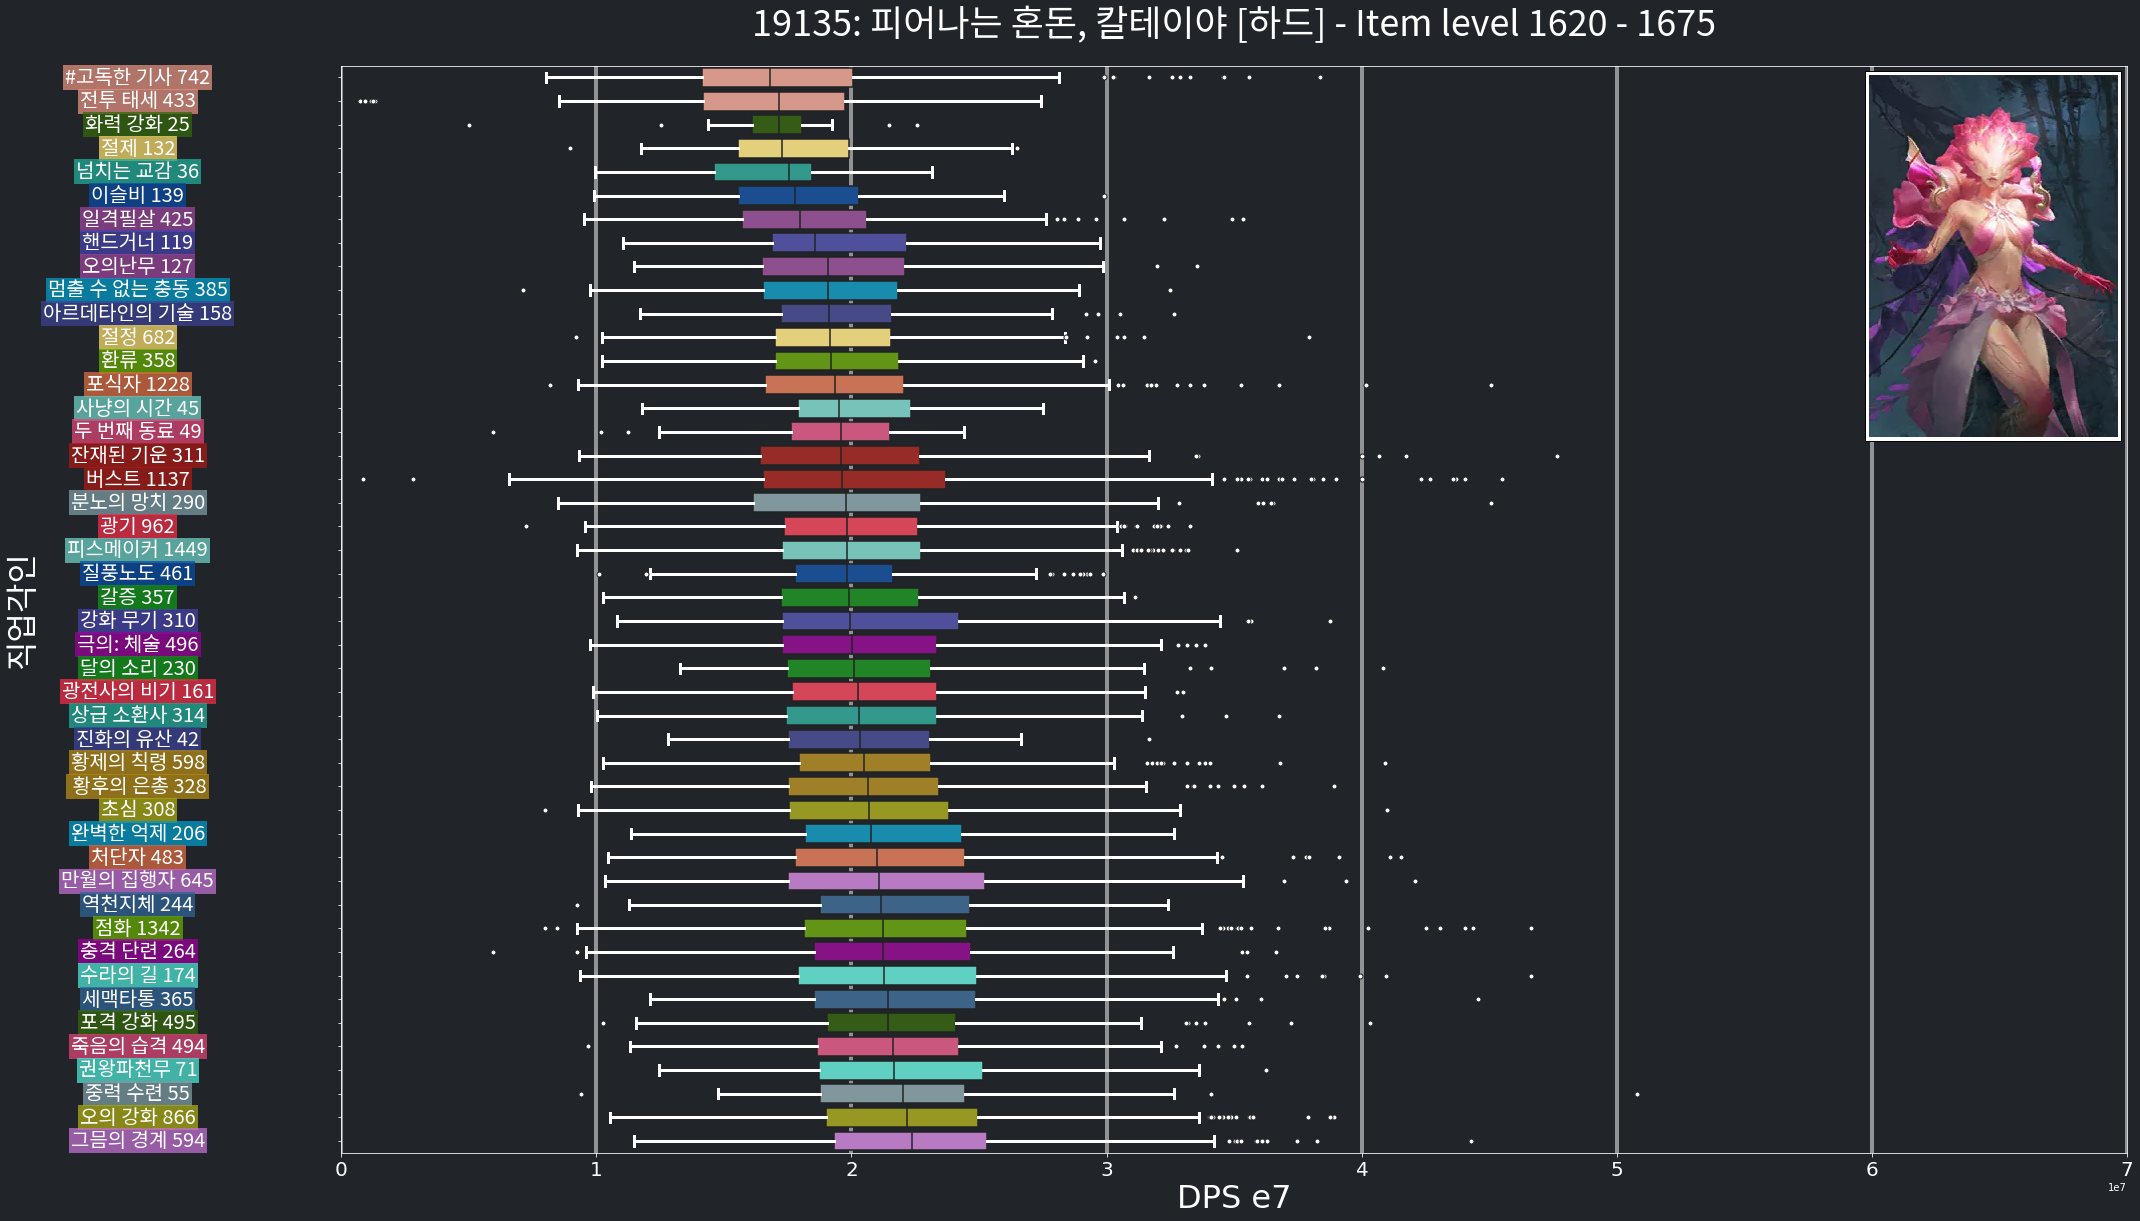 19135: 피어나는 혼돈, 칼테이야 [하드] - Item level 1620 - 1675
#고독한 기사 742
전투 태세 433
화력 강화 25
절제 132
넘치는 교감 36
이슬비 139
일격필살 425
핸드거너 119
오의난무 127
멈출 수 없는 충동 385
아르데타인의 기술 158
절정 682
환류 358
포식자 1228
사냥의 시간 45
두 번째 동료 49
잔재된 기운 311
버스트 1137
분노의 망치 290
광기 962
피스메이커 1449
질풍노도 461
갈증 357
강화 무기 310
극의: 체술 496
달의 소리 230
광전사의 비기 161
상급 소환사 314
진화의 유산 42
황제의 칙령 598
황후의 은총 328
초심 308
완벽한 억제 206
처단자 483
만월의 집행자 645
역천지체 244
점화 1342
충격 단련 264
수라의 길 174
세맥타통 365
포격 강화 495
죽음의 습격 494
권왕파천무 71
중력 수련 55
오의 강화 866
그믐의 경계 594
직업각인
0 1 2 3 4 5 6 7
1e7
DPS e7